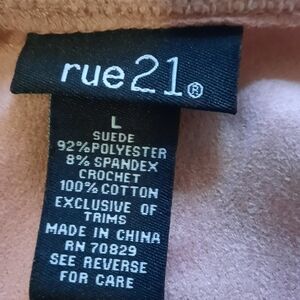 rue21®
L
SUEDE
92%POLYESTER
8% SPANDEX
CROCHET
100% COTTON
EXCLUSIVE OF
TRIMS
MADE IN CHINA
RN 70829
SEE REVERSE
FOR CARE